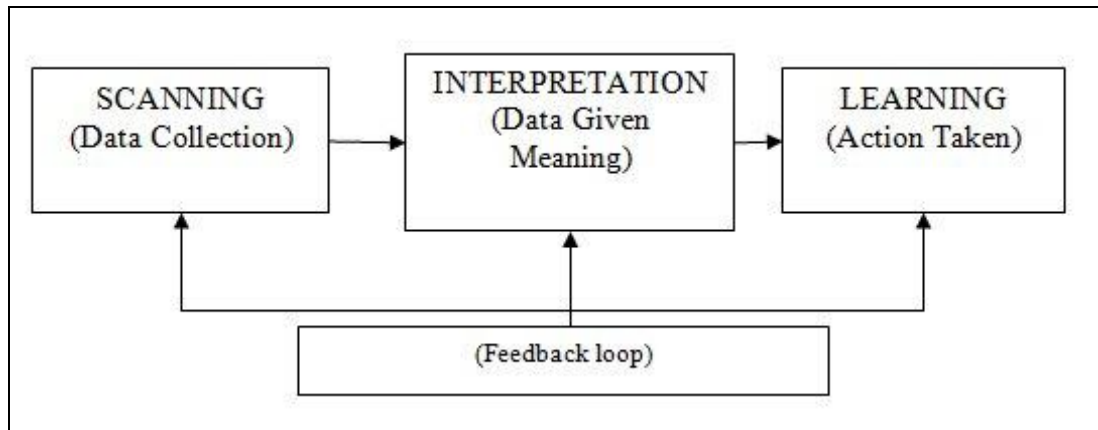 SCANNING
(Data Collection)
INTERPRETATION
(Data Given
Meaning)
LEARNING
(Action Taken)
(Feedback loop)